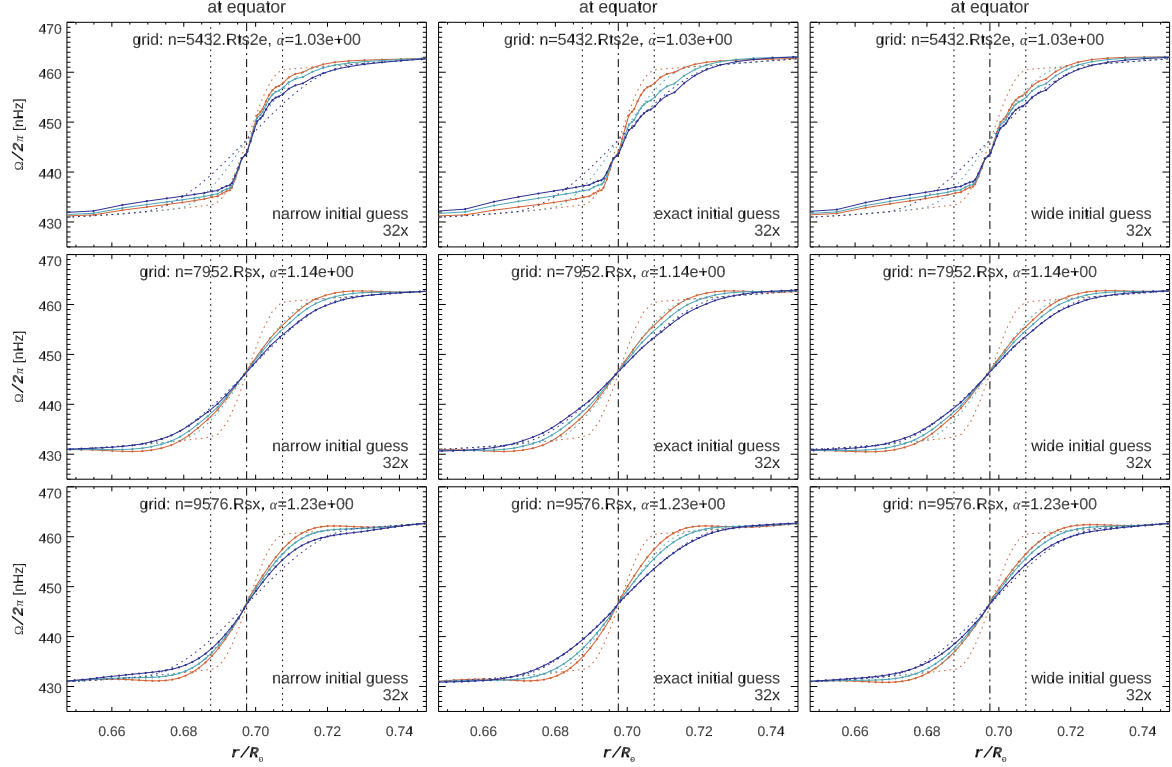 at equator
at equator
at equator
470
460
450
440
430
Ω/2π [nHz]
grid: n=5432.Rts2e, α=1.03e+00
narrow initial guess
32x
grid: n=5432.Rts2e, α=1.03e+00
exact initial guess
32x
grid: n=5432.Rts2e, α=1.03e+00
wide initial guess
32x
470
460
450
440
430
Ω/2π [nHz]
grid: n=7952.Rsx, α=1.14e+00
narrow initial guess
32x
grid: n=7952.Rsx, α=1.14e+00
exact initial guess
32x
grid: n=7952.Rsx, α=1.14e+00
wide initial guess
32x
470
460
450
440
430
Ω/2π [nHz]
grid: n=9576.Rsx, α=1.23e+00
narrow initial guess
32x
grid: n=9576.Rsx, α=1.23e+00
exact initial guess
32x
grid: n=9576.Rsx, α=1.23e+00
wide initial guess
32x
0.66 0.68 0.70 0.72 0.74
0.66 0.68 0.70 0.72 0.74
0.66 0.68 0.70 0.72 0.74
r/R⊙
r/R⊙
r/R⊙